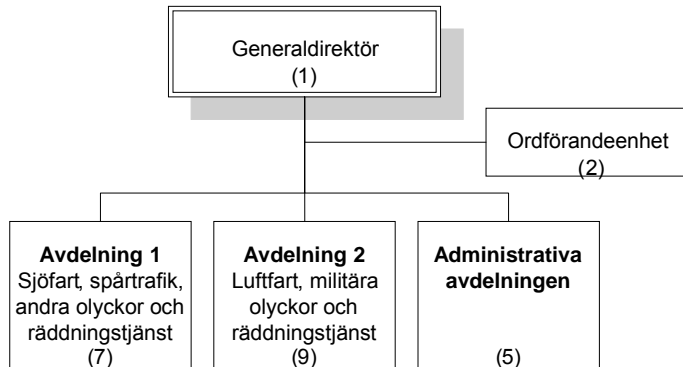 Generaldirektör
(1)
Ordförandeenhet
(2)
Avdelning 1
Sjöfart, spårtrafik,
andra olyckor och
räddningstjänst
(7)
Avdelning 2
Luftfart, militära
olyckor och
räddningstjänst
(9)
Administrativa
avdelningen
(5)